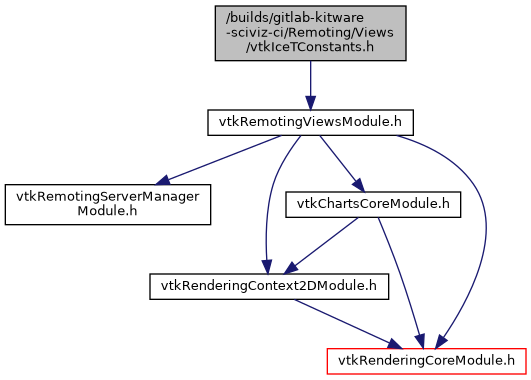 /builds/gitlab-kitware
-sciviz-ci/Remoting/Views
/vtkIceTConstants.h
vtkRemotingViewsModule.h
vtkRemotingServerManager
Module.h
vtkChartsCoreModule.h
vtkRenderingContext2DModule.h
vtkRenderingCoreModule.h